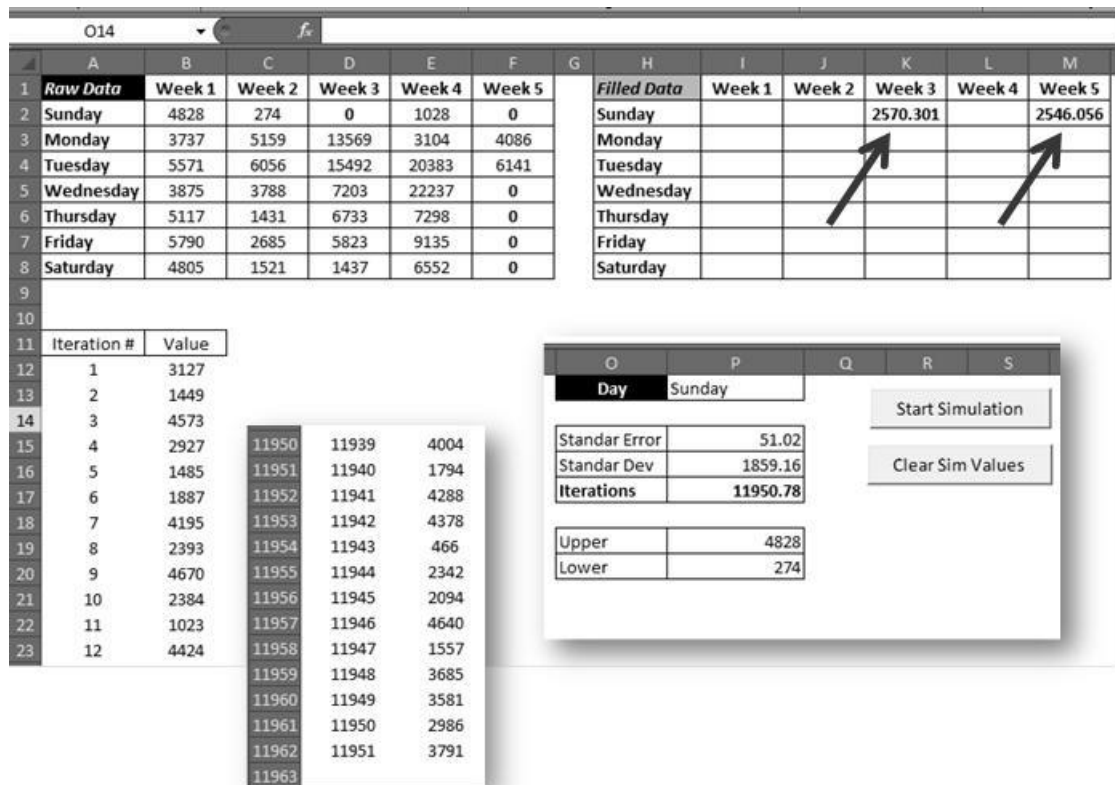 O14 fx
A B C D E F G H I J K L M
1 Raw Data Week 1 Week 2 Week 3 Week 4 Week 5 Filled Data Week 1 Week 2 Week 3 Week 4 Week 5
2 Sunday 4828 274 0 1028 0 Sunday 2570.301 2546.056
3 Monday 3737 5159 13569 3104 4086 Monday
4 Tuesday 5571 6056 15492 20383 6141 Tuesday
5 Wednesday 3875 3788 7203 22237 0 Wednesday
6 Thursday 5117 1431 6733 7298 0 Thursday
7 Friday 5790 2685 5823 9135 0 Friday
8 Saturday 4805 1521 1437 6552 0 Saturday
9
10
11 Iteration # Value
12 1 3127
13 2 1449
14 3 4573
15 4 2927
16 5 1485
17 6 1887
18 7 4195
19 8 2393
20 9 4670
21 10 2384
22 11 1023
23 12 4424
11950 11939 4004
11951 11940 1794
11952 11941 4288
11953 11942 4378
11954 11943 466
11955 11944 2342
11956 11945 2094
11957 11946 4640
11958 11947 1557
11959 11948 3685
11960 11949 3581
11961 11950 2986
11962 11951 3791
11963
O P Q R S
Day Sunday
Start Simulation
Standar Error 51.02
Standar Dev 1859.16
Clear Sim Values
Iterations 11950.78
Upper 4828
Lower 274